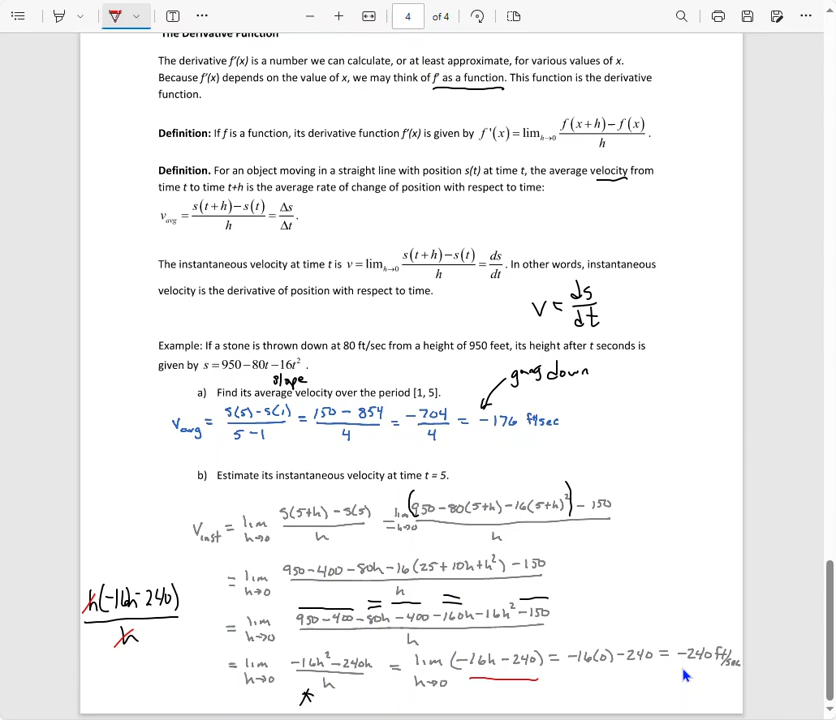 4 of 4
The Derivative Function
The derivative f'(x) is a number we can calculate, or at least approximate, for various values of x.
Because f'(x) depends on the value of x, we may think of f' as a function. This function is the derivative
function.
Definition: If f is a function, its derivative function f'(x) is given by f'(x) = lim_{h→0} (f(x+h) − f(x))/h .
Definition. For an object moving in a straight line with position s(t) at time t, the average velocity from
time t to time t+h is the average rate of change of position with respect to time:
v_avg = (s(t+h) − s(t))/h = Δs/Δt .
The instantaneous velocity at time t is v = lim_{h→0} (s(t+h) − s(t))/h = ds/dt . In other words, instantaneous
velocity is the derivative of position with respect to time.
v = ds/dt
Example: If a stone is thrown down at 80 ft/sec from a height of 950 feet, its height after t seconds is
given by s = 950 − 80t − 16t² .
slope
going down
a) Find its average velocity over the period [1, 5].
V_avg = (s(5) − s(1))/(5 − 1) = (150 − 854)/4 = −704/4 = −176 ft/sec
b) Estimate its instantaneous velocity at time t = 5.
V_inst = lim_{h→0} (s(5+h) − s(5))/h = lim_{h→0} ((950 − 80(5+h) − 16(5+h)²) − 150)/h
= lim_{h→0} (950 − 400 − 80h − 16(25 + 10h + h²) − 150)/h
h(−16h − 240)/h
= lim_{h→0} (950 − 400 − 80h − 400 − 160h − 16h² − 150)/h
= lim_{h→0} (−16h² − 240h)/h = lim_{h→0} (−16h − 240) = −16(0) − 240 = −240 ft/sec